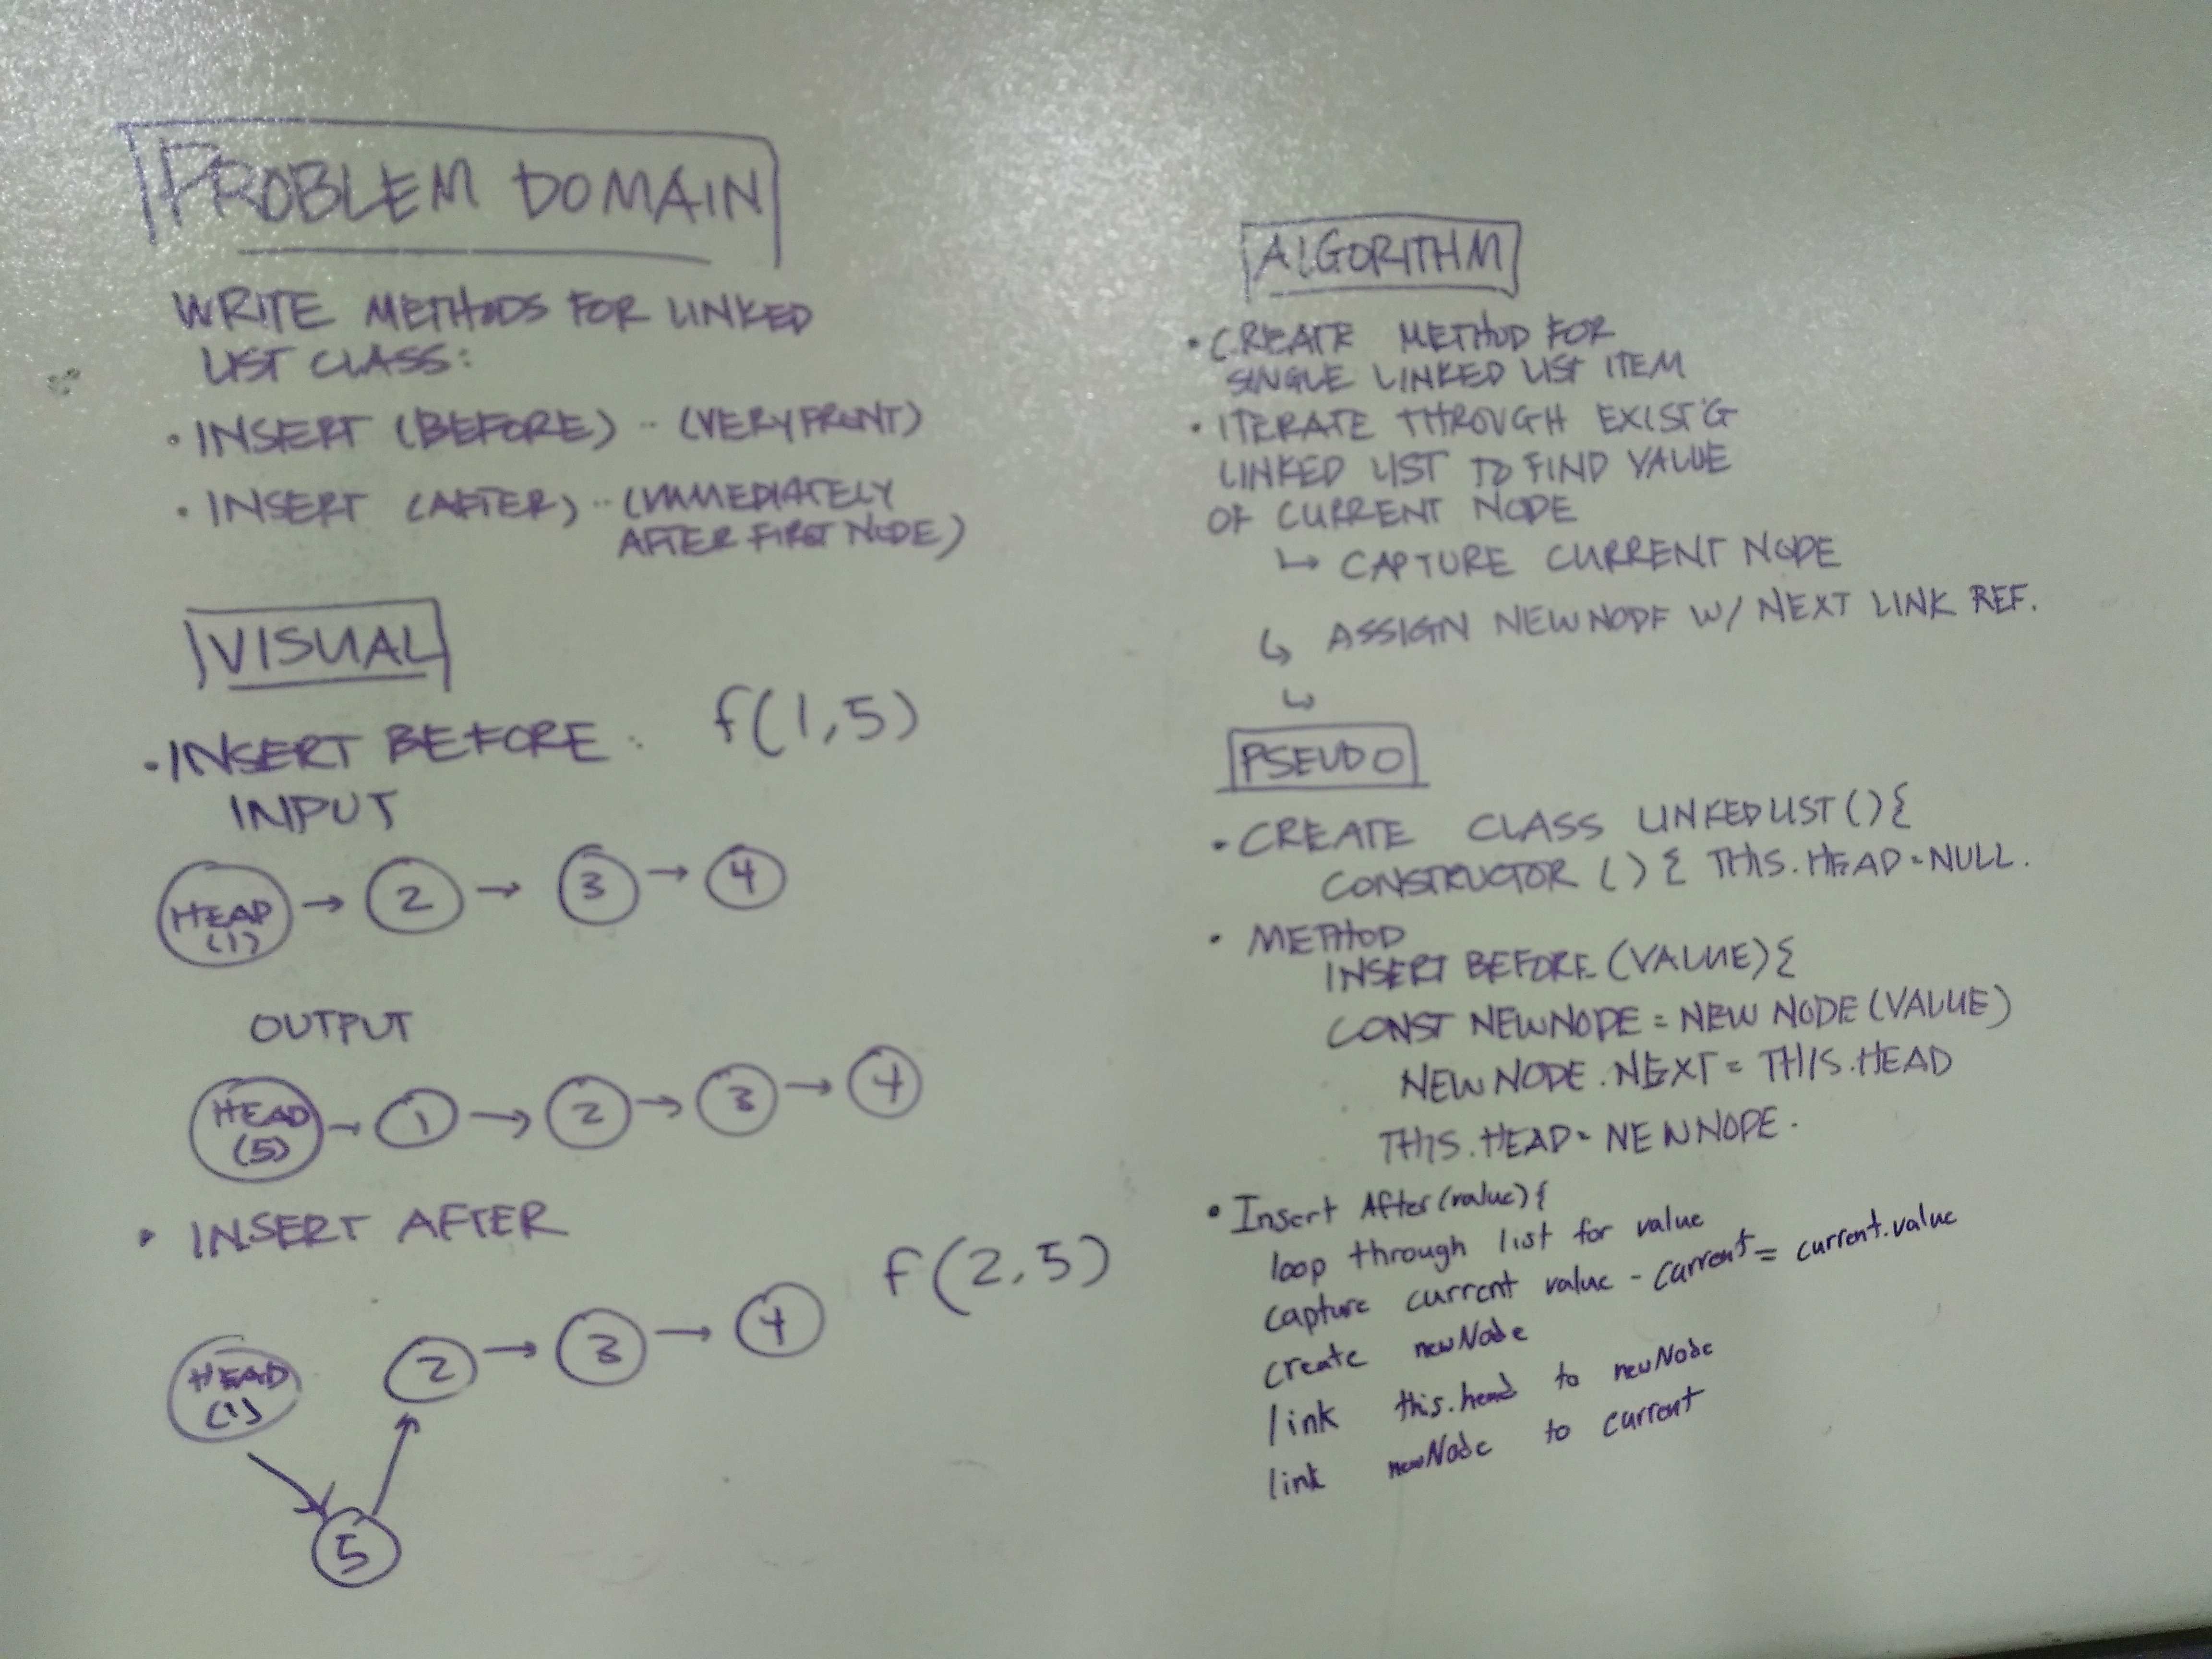 PROBLEM DOMAIN
WRITE METHODS FOR LINKED
LIST CLASS:
• INSERT (BEFORE) .. (VERY FRONT)
• INSERT (AFTER) .. (IMMEDIATELY
AFTER FIRST NODE)
VISUAL
• INSERT BEFORE : f(1,5)
INPUT
HEAD (1) → 2 → 3 → 4
OUTPUT
HEAD (5) → 1 → 2 → 3 → 4
• INSERT AFTER f(2,5)
HEAD (1) 2 → 3 → 4
5
ALGORITHM
• CREATE METHOD FOR
SINGLE LINKED LIST ITEM
• ITERATE THROUGH EXIST'G
LINKED LIST TO FIND VALUE
OF CURRENT NODE
↳ CAPTURE CURRENT NODE
↳ ASSIGN NEWNODE W/ NEXT LINK REF.
↳
PSEUDO
• CREATE CLASS LINKEDLIST () {
CONSTRUCTOR () { THIS.HEAD = NULL.
• METHOD
INSERT BEFORE (VALUE) {
CONST NEWNODE = NEW NODE (VALUE)
NEWNODE.NEXT = THIS.HEAD
THIS.HEAD = NEWNODE.
• Insert After (value) {
loop through list for value
capture current value - current = current.value
create newNode
link this.head to newNode
link newNode to current